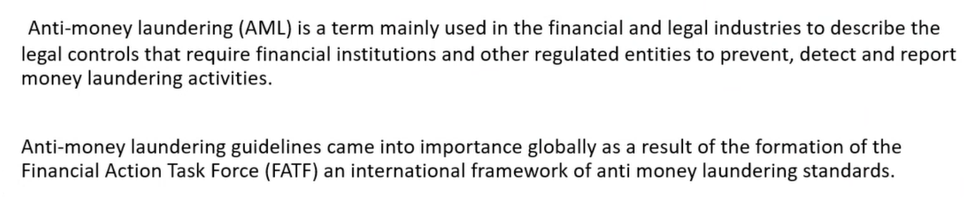 Anti-money laundering (AML) is a term mainly used in the financial and legal industries to describe the
legal controls that require financial institutions and other regulated entities to prevent, detect and report
money laundering activities.
Anti-money laundering guidelines came into importance globally as a result of the formation of the
Financial Action Task Force (FATF) an international framework of anti money laundering standards.